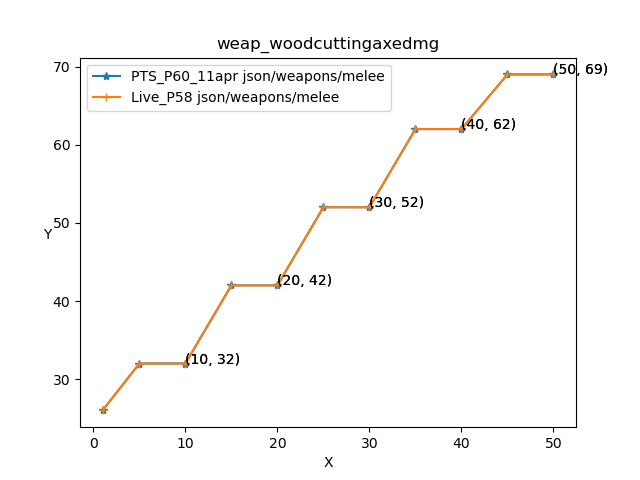 weap_woodcuttingaxedmg
PTS_P60_11apr json/weapons/melee
Live_P58 json/weapons/melee
70
60
50
40
30
Y
(50, 69)
(40, 62)
(30, 52)
(20, 42)
(10, 32)
0 10 20 30 40 50
X